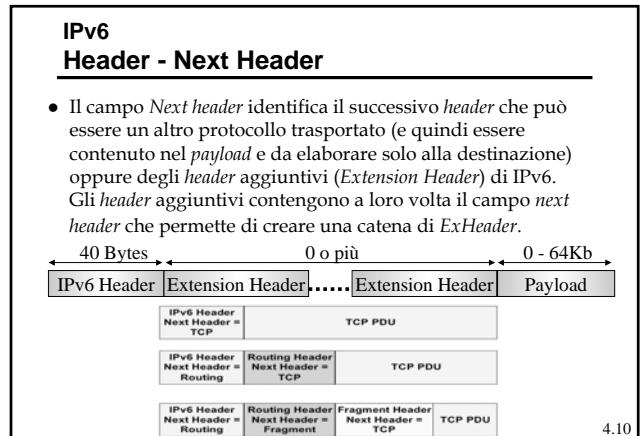 IPv6
Header - Next Header
● Il campo Next header identifica il successivo header che può
essere un altro protocollo trasportato (e quindi essere
contenuto nel payload e da elaborare solo alla destinazione)
oppure degli header aggiuntivi (Extension Header) di IPv6.
Gli header aggiuntivi contengono a loro volta il campo next
header che permette di creare una catena di ExHeader.
40 Bytes 0 o più 0 - 64Kb
IPv6 Header Extension Header ...... Extension Header Payload
IPv6 Header
Next Header =
TCP
TCP PDU
IPv6 Header
Next Header =
Routing
Routing Header
Next Header =
TCP
TCP PDU
IPv6 Header
Next Header =
Routing
Routing Header
Next Header =
Fragment
Fragment Header
Next Header =
TCP
TCP PDU
4.10